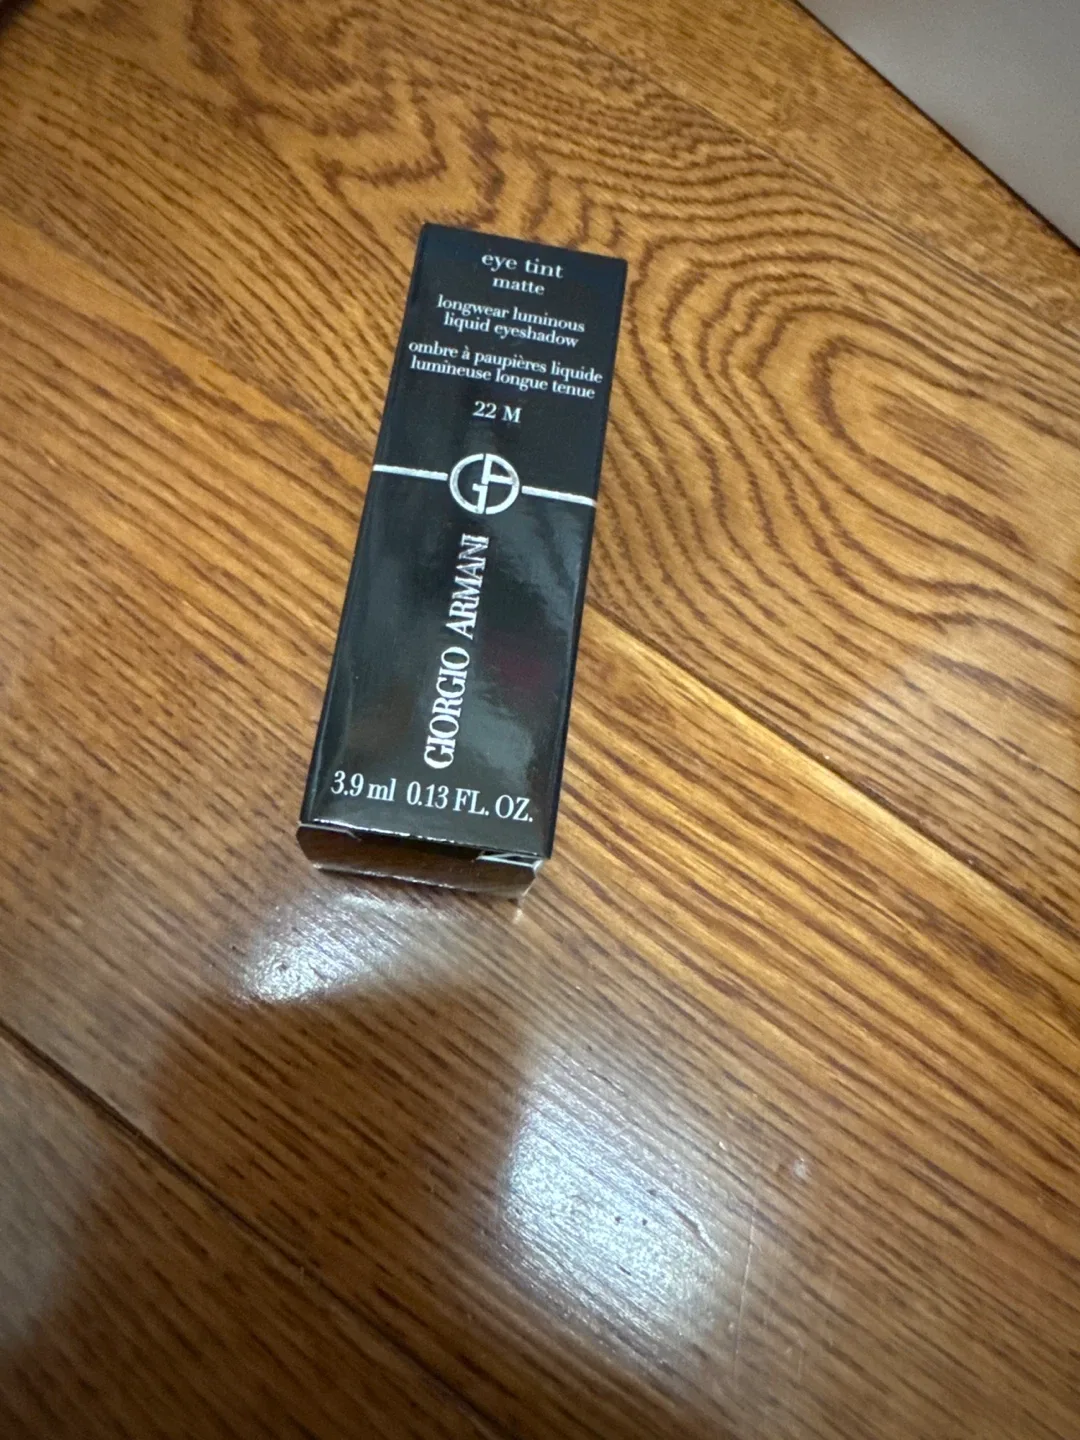 eye tint
matte
longwear luminous
liquid eyeshadow
ombre à paupières liquide
lumineuse longue tenue
22 M
GA
GIORGIO ARMANI
3.9 ml 0.13 FL. OZ.